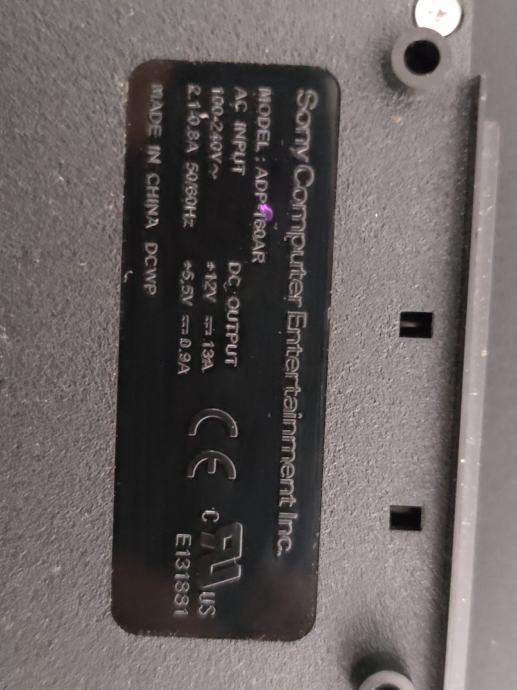 Sony Computer Entertainment Inc.
MODEL : ADP-160AR
AC INPUT
100-240V~
2.1-0.8A 50/60Hz
DC OUTPUT
+12V ⎓ 13A
+5.5V ⎓ 0.9A
MADE IN CHINA DCWP
CE
c UL US
E131881